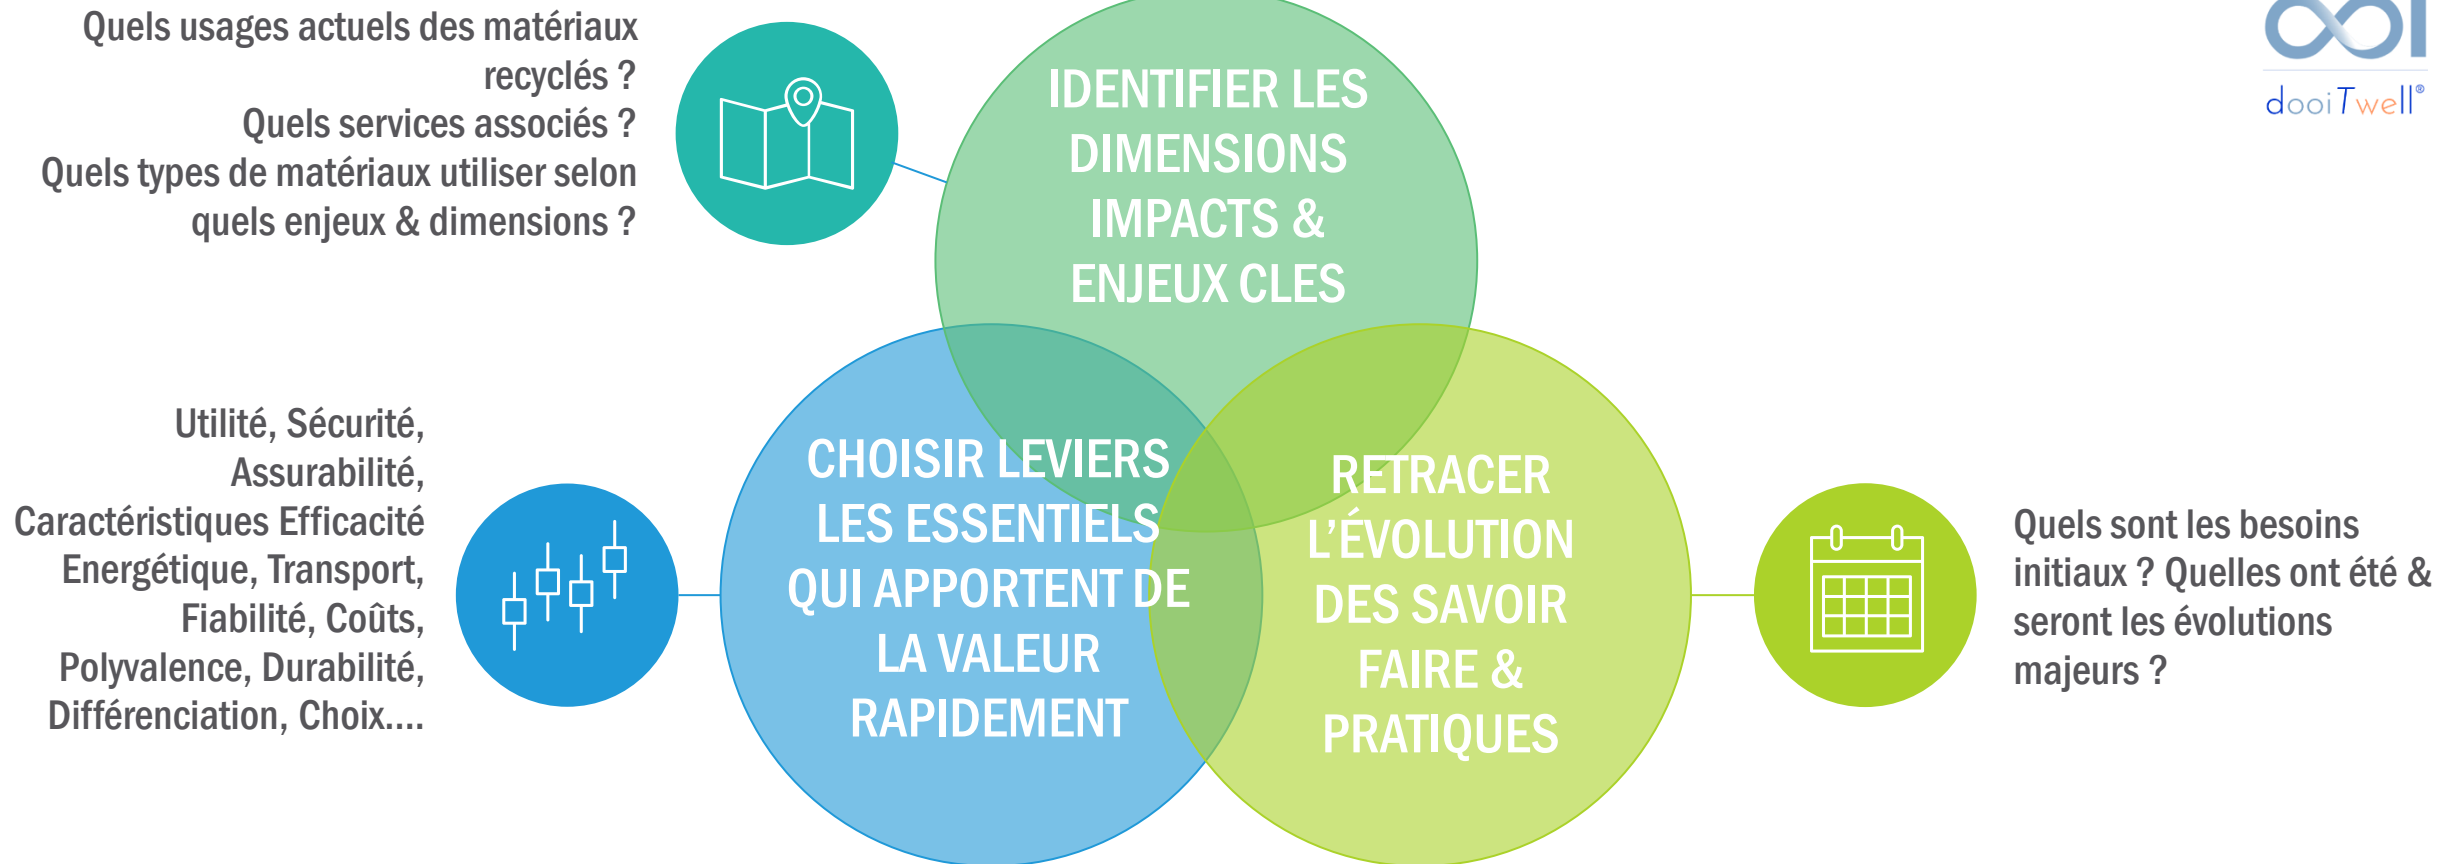 Quels usages actuels des matériaux
recyclés ?
Quels services associés ?
Quels types de matériaux utiliser selon
quels enjeux & dimensions ?
IDENTIFIER LES
DIMENSIONS
IMPACTS &
ENJEUX CLES
dooiTwell®
Utilité, Sécurité,
Assurabilité,
Caractéristiques Efficacité
Energétique, Transport,
Fiabilité, Coûts,
Polyvalence, Durabilité,
Différenciation, Choix....
CHOISIR LEVIERS
LES ESSENTIELS
QUI APPORTENT DE
LA VALEUR
RAPIDEMENT
RETRACER
L’ÉVOLUTION
DES SAVOIR
FAIRE &
PRATIQUES
Quels sont les besoins
initiaux ? Quelles ont été &
seront les évolutions
majeurs ?